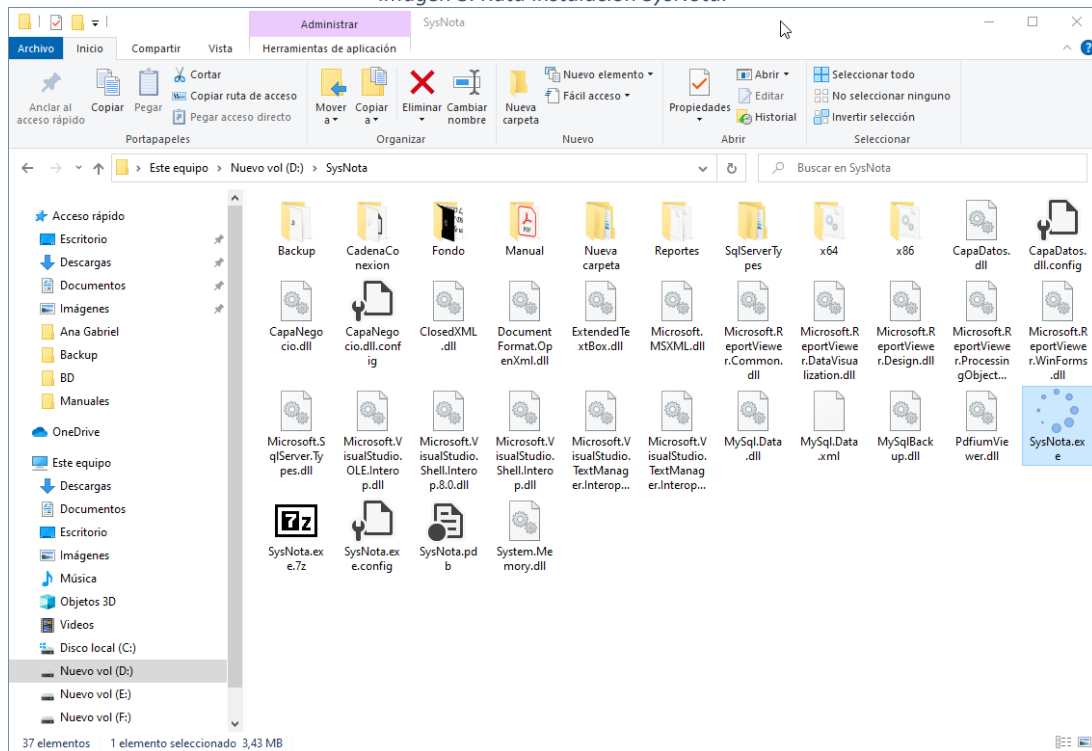 Imagen 3: Ruta Instalación SysNota.
Administrar
SysNota
Archivo Inicio Compartir Vista Herramientas de aplicación
Anclar al
acceso rápido
Copiar
Pegar
Cortar
Copiar ruta de acceso
Pegar acceso directo
Portapapeles
Mover
a
Copiar
a
Eliminar
Cambiar
nombre
Organizar
Nueva
carpeta
Nuevo elemento
Fácil acceso
Nuevo
Propiedades
Abrir
Editar
Historial
Abrir
Seleccionar todo
No seleccionar ninguno
Invertir selección
Seleccionar
Este equipo > Nuevo vol (D:) > SysNota
Buscar en SysNota
Acceso rápido
Escritorio
Descargas
Documentos
Imágenes
Ana Gabriel
Backup
BD
Manuales
OneDrive
Este equipo
Descargas
Documentos
Escritorio
Imágenes
Música
Objetos 3D
Videos
Disco local (C:)
Nuevo vol (D:)
Nuevo vol (E:)
Nuevo vol (F:)
Backup
CadenaCo
nexion
Fondo
PDF
Manual
Nueva
carpeta
Reportes
SqlServerTy
pes
x64
x86
CapaDatos.
dll
CapaDatos.
dll.config
CapaNego
cio.dll
CapaNego
cio.dll.conf
ig
ClosedXML
.dll
Document
Format.Op
enXml.dll
ExtendedTe
xtBox.dll
Microsoft.
MSXML.dll
Microsoft.R
eportViewe
r.Common.
dll
Microsoft.R
eportViewe
r.DataVisua
lization.dll
Microsoft.R
eportViewe
r.Design.dll
Microsoft.R
eportViewe
r.Processin
gObject...
Microsoft.R
eportViewe
r.WinForms
.dll
Microsoft.S
qlServer.Ty
pes.dll
Microsoft.V
isualStudio.
OLE.Intero
p.dll
Microsoft.V
isualStudio.
Shell.Intero
p.8.0.dll
Microsoft.V
isualStudio.
Shell.Intero
p.dll
Microsoft.V
isualStudio.
TextManag
er.Interop...
Microsoft.V
isualStudio.
TextManag
er.Interop...
MySql.Data
.dll
MySql.Data
.xml
MySqlBack
up.dll
PdfiumVie
wer.dll
SysNota.ex
e
7z
SysNota.ex
e.7z
SysNota.ex
e.config
SysNota.pd
b
System.Me
mory.dll
37 elementos
1 elemento seleccionado 3,43 MB